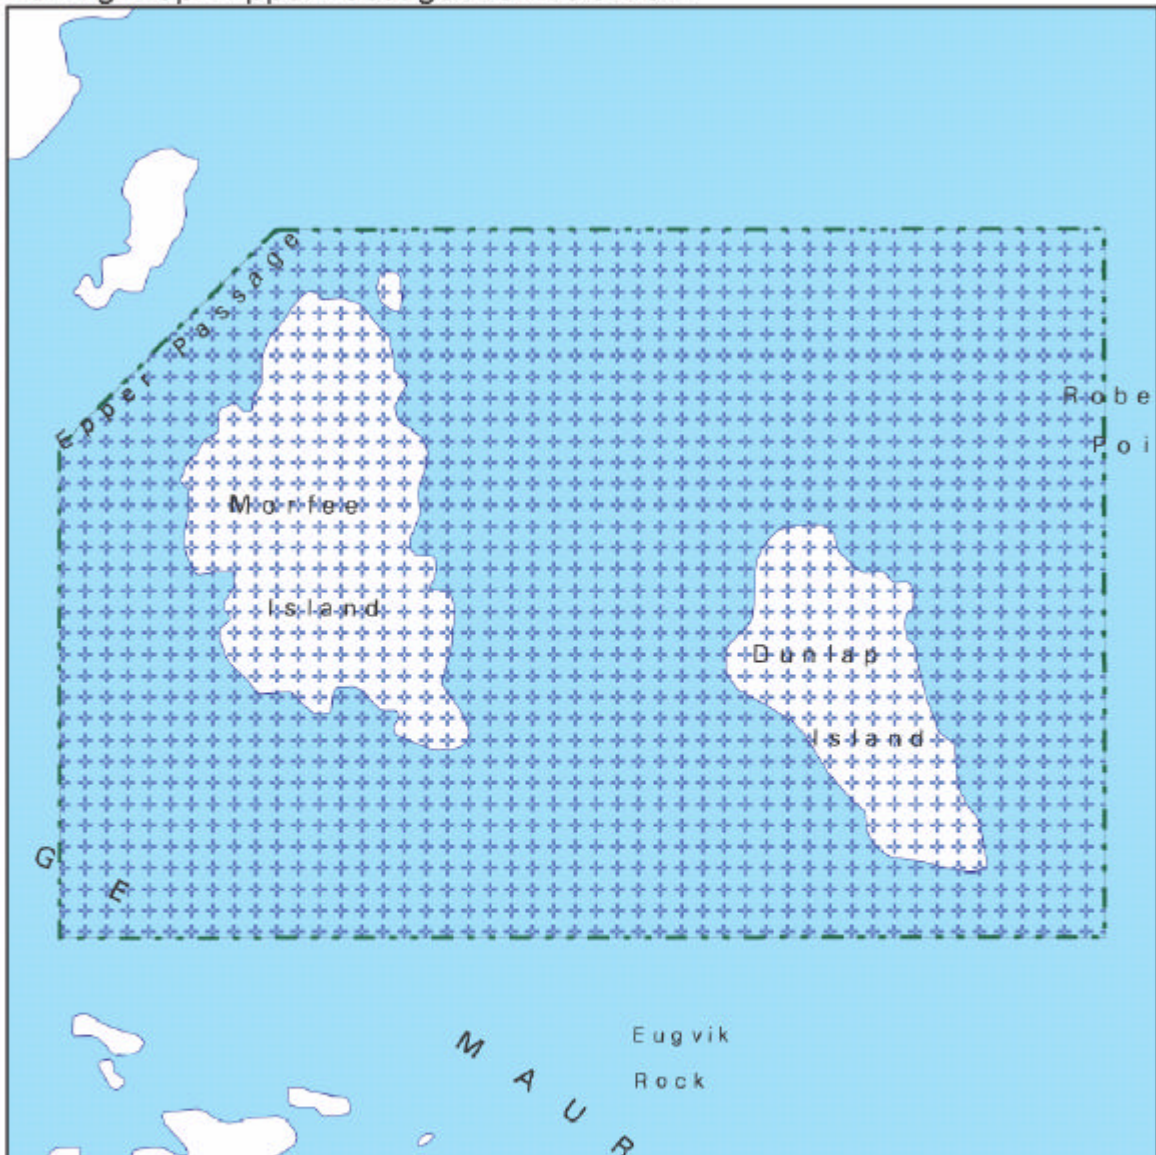 Epper Passage
Robe
Poi
Morfee
Island
Dunlap
Island
G E
Eugvik
Rock
M A U R